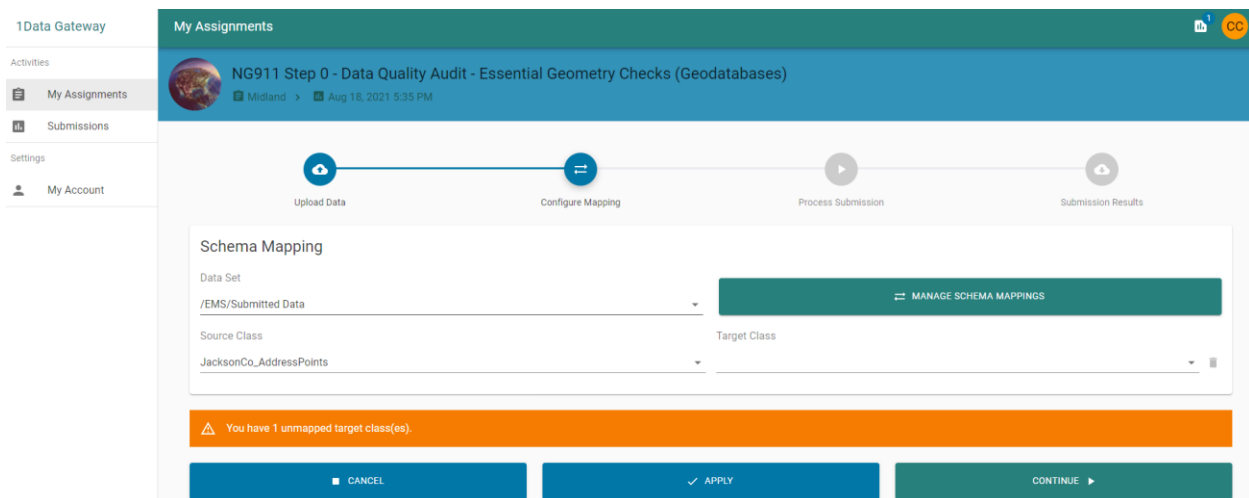 1Data Gateway
Activities
My Assignments
Submissions
Settings
My Account
My Assignments
1
CC
NG911 Step 0 - Data Quality Audit - Essential Geometry Checks (Geodatabases)
Midland > Aug 18, 2021 5:35 PM
Upload Data Configure Mapping Process Submission Submission Results
Schema Mapping
Data Set
/EMS/Submitted Data
MANAGE SCHEMA MAPPINGS
Source Class Target Class
JacksonCo_AddressPoints
You have 1 unmapped target class(es).
CANCEL APPLY CONTINUE